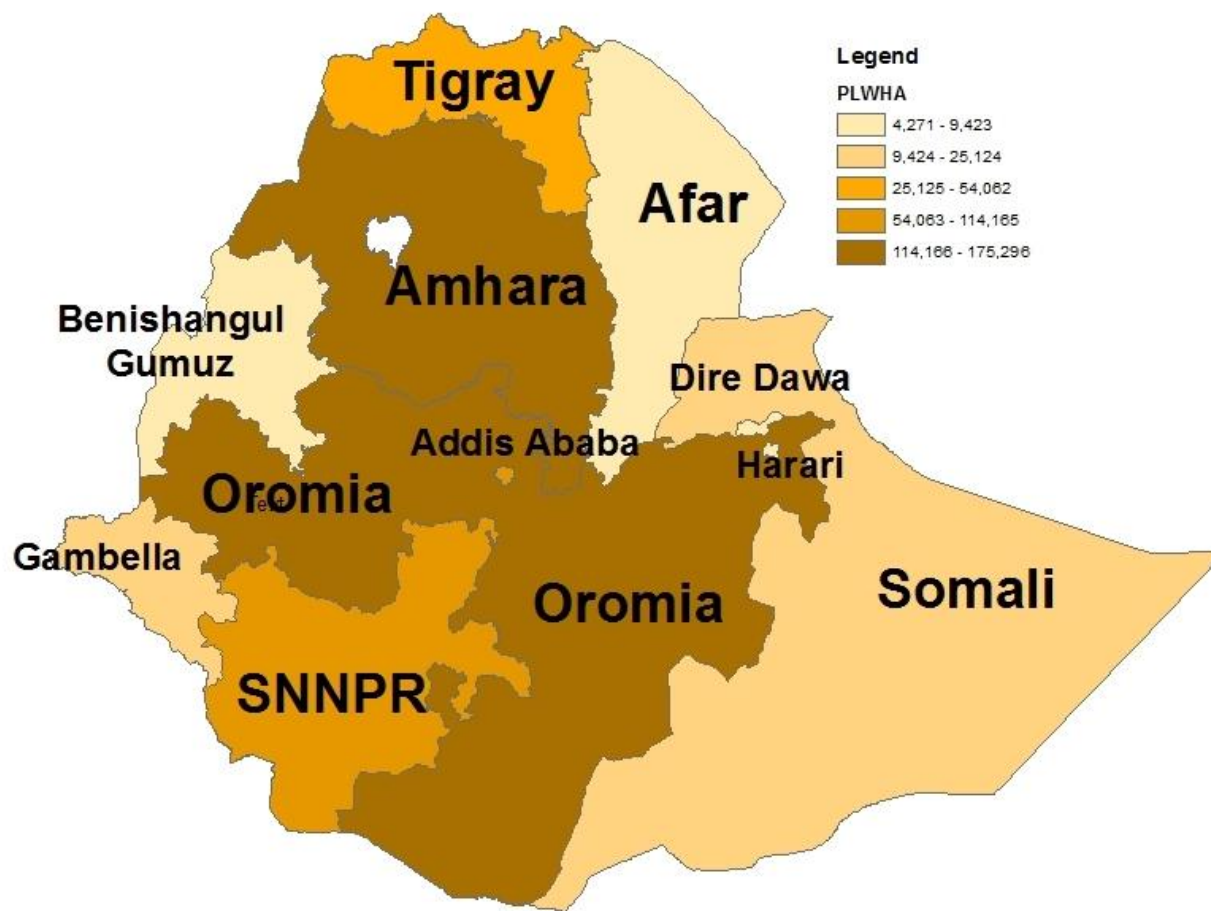 Tigray
Afar
Amhara
Benishangul
Gumuz
Dire Dawa
Addis Ababa
Harari
Oromia
Text
Gambella
Oromia
Somali
SNNPR
Legend
PLWHA
4,271 - 9,423
9,424 - 25,124
25,125 - 54,062
54,063 - 114,165
114,166 - 175,296